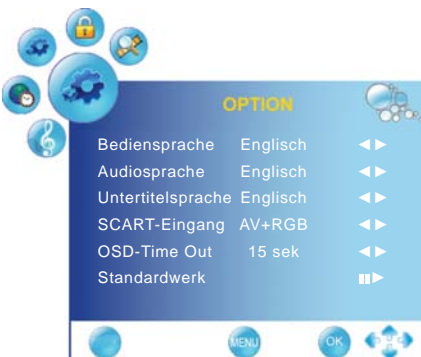 OPTION
Bediensprache Englisch
Audiosprache Englisch
Untertitelsprache Englisch
SCART-Eingang AV+RGB
OSD-Time Out 15 sek
Standardwerk
MENU OK